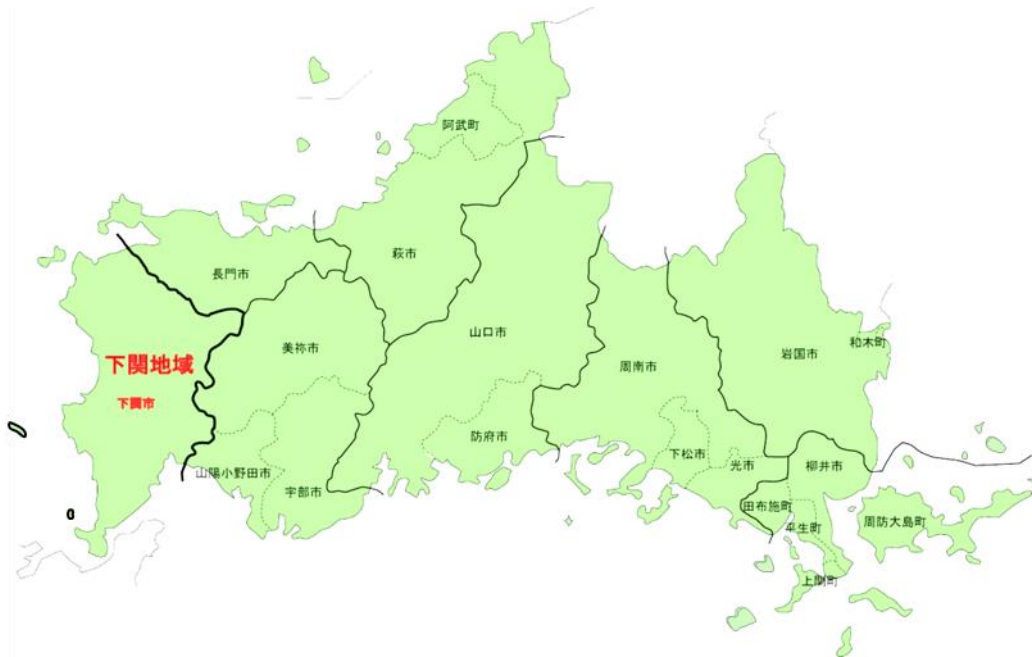 阿武町
萩市
長門市
山口市
美祢市
周南市
岩国市
和木町
下関地域
下関市
防府市
下松市
光市
柳井市
山陽小野田市
宇部市
田布施町
平生町
周防大島町
上関町